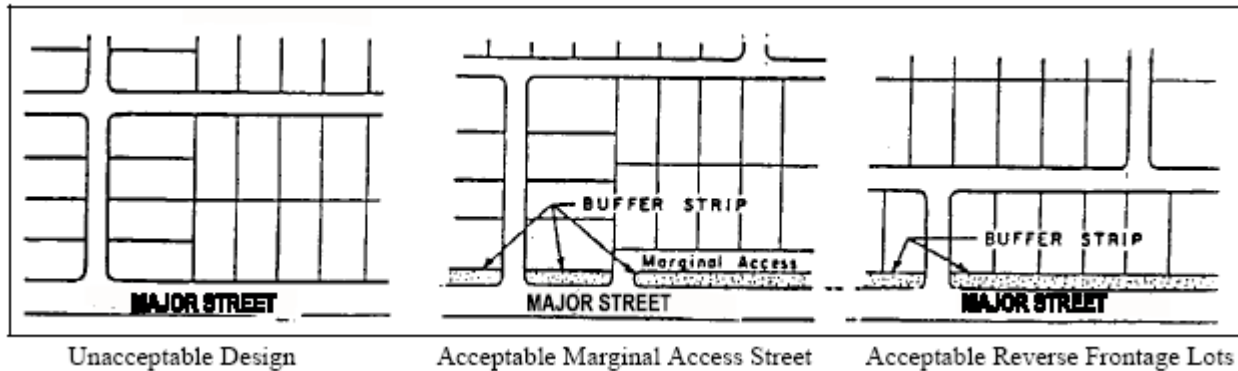 MAJOR STREET
BUFFER STRIP
Marginal Access
MAJOR STREET
BUFFER STRIP
MAJOR STREET
Unacceptable Design
Acceptable Marginal Access Street
Acceptable Reverse Frontage Lots